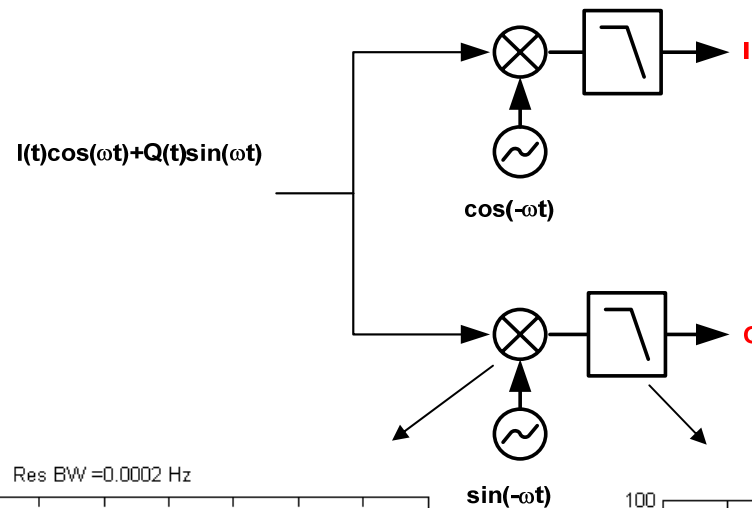 I
I(t)cos(ωt)+Q(t)sin(ωt)
cos(-ωt)
Res BW =0.0002 Hz
sin(-ωt)
100